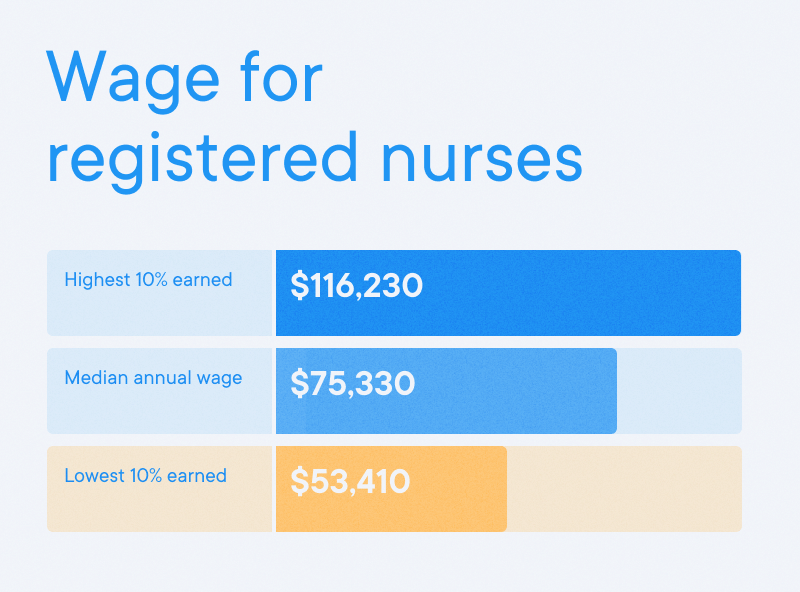 Wage for
registered nurses
Highest 10% earned
$116,230
Median annual wage
$75,330
Lowest 10% earned
$53,410